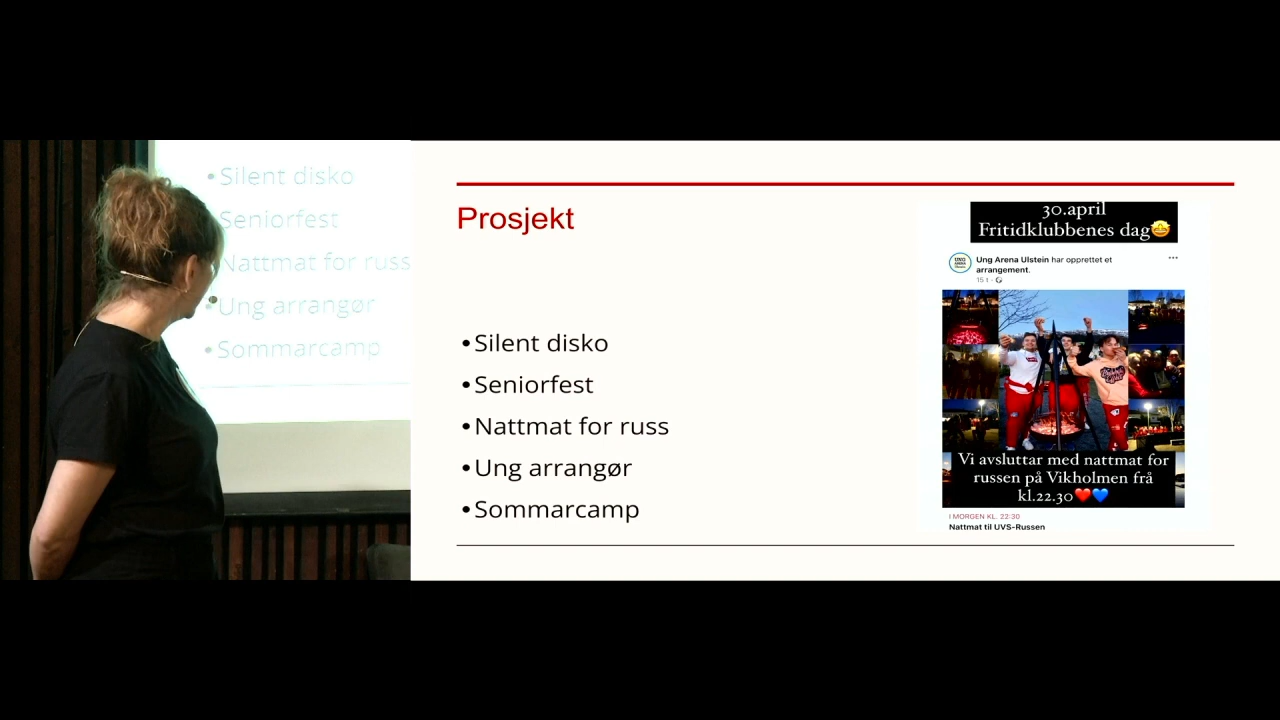 Silent disko
Seniorfest
Nattmat for russ
Ung arrangør
Sommarcamp
Prosjekt
•Silent disko
•Seniorfest
•Nattmat for russ
•Ung arrangør
•Sommarcamp
30.april
Fritidklubbenes dag🤩
Ung Arena Ulstein har opprettet et
arrangement.
15 t
Vi avsluttar med nattmat for
russen på Vikholmen frå
kl.22.30❤️💙
I MORGEN KL. 22:30
Nattmat til UVS-Russen